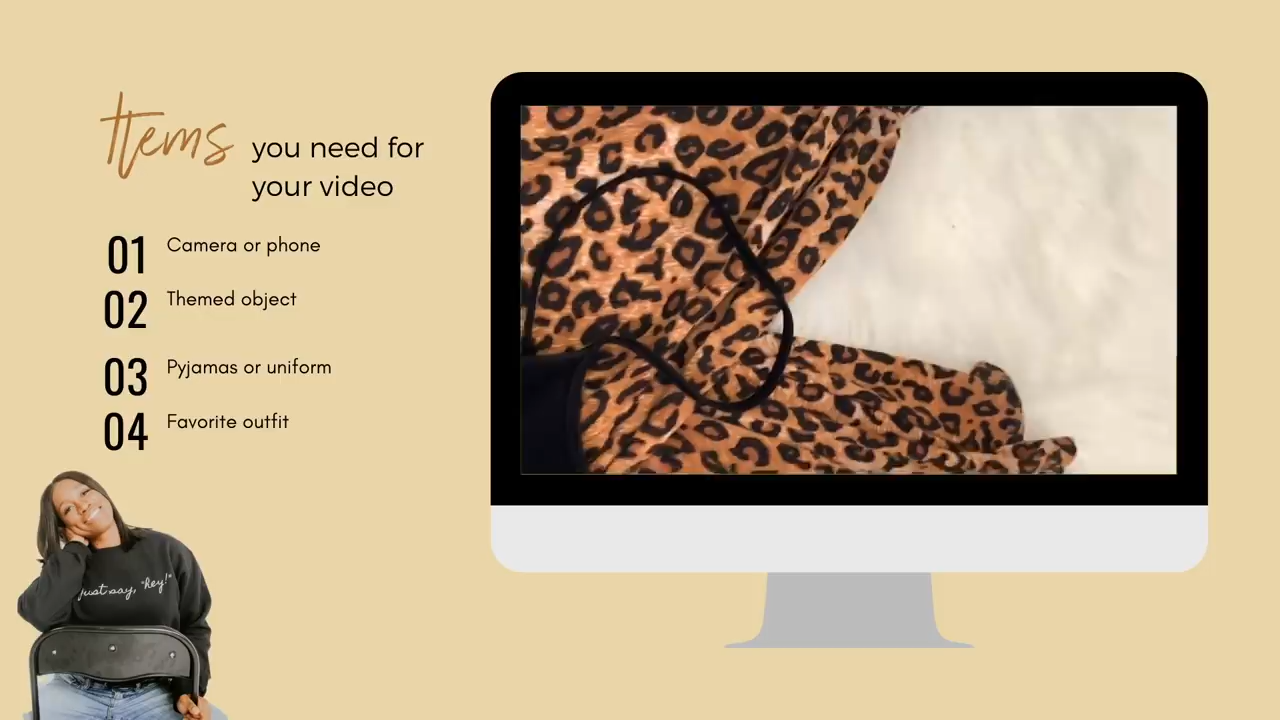 Items you need for
your video
01 Camera or phone
02 Themed object
03 Pyjamas or uniform
04 Favorite outfit
just say, "hey!"